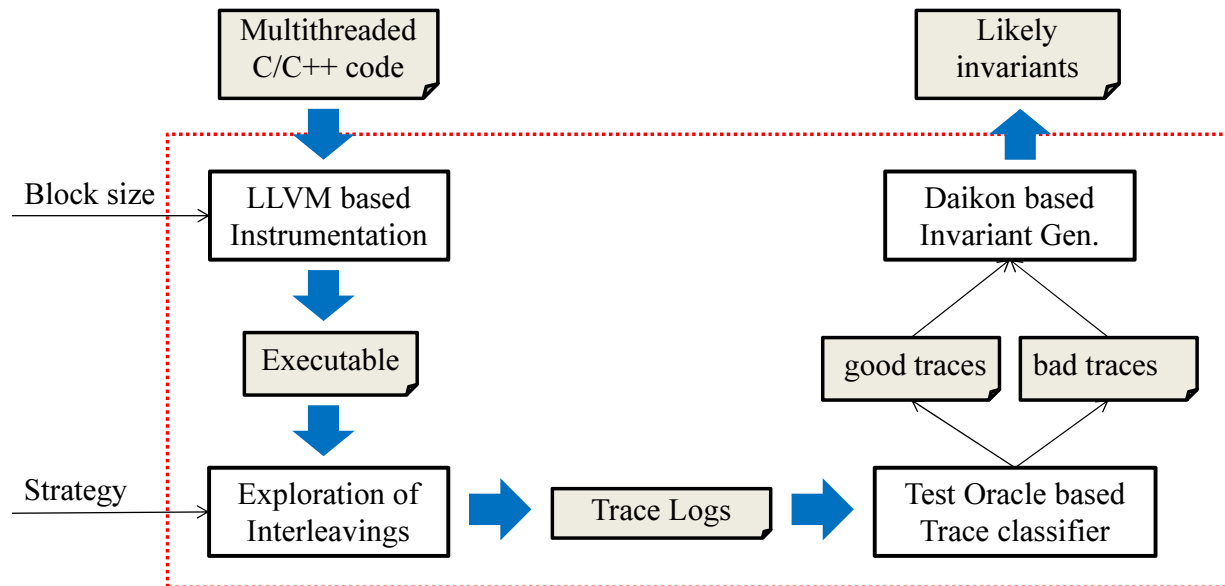 Multithreaded
C/C++ code
Likely
invariants
Block size
LLVM based
Instrumentation
Daikon based
Invariant Gen.
Executable
good traces
bad traces
Strategy
Exploration of
Interleavings
Trace Logs
Test Oracle based
Trace classifier